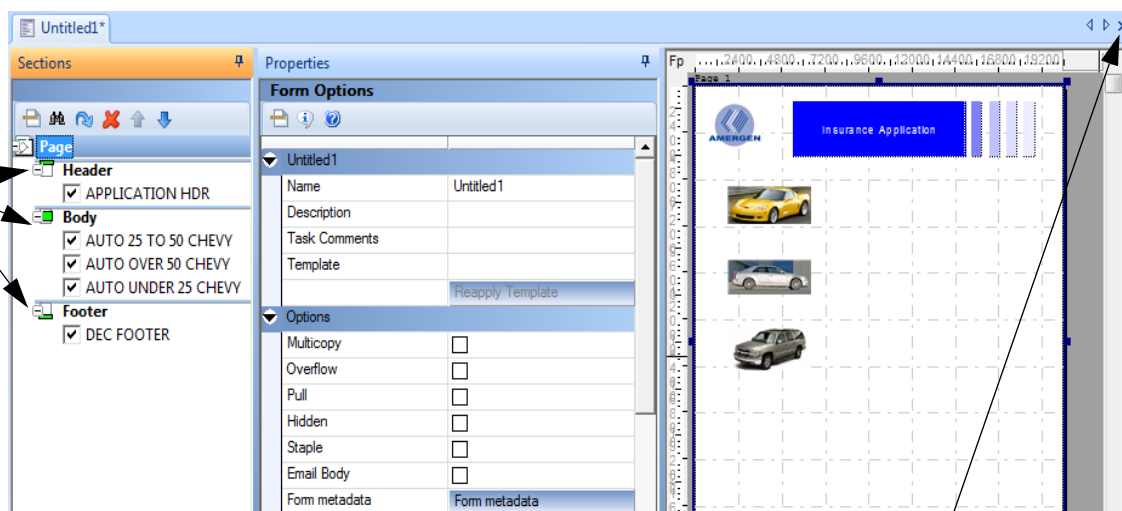 Untitled1*
Sections
Page
Header
APPLICATION HDR
Body
AUTO 25 TO 50 CHEVY
AUTO OVER 50 CHEVY
AUTO UNDER 25 CHEVY
Footer
DEC FOOTER
Properties
Form Options
Untitled1
Name Untitled1
Description
Task Comments
Template
Reapply Template
Options
Multicopy
Overflow
Pull
Hidden
Staple
Email Body
Form metadata Form metadata
Fp 2400 4800 7200 9600 12000 14400 16800 19200
Page 1
AMERGEN
Insurance Application